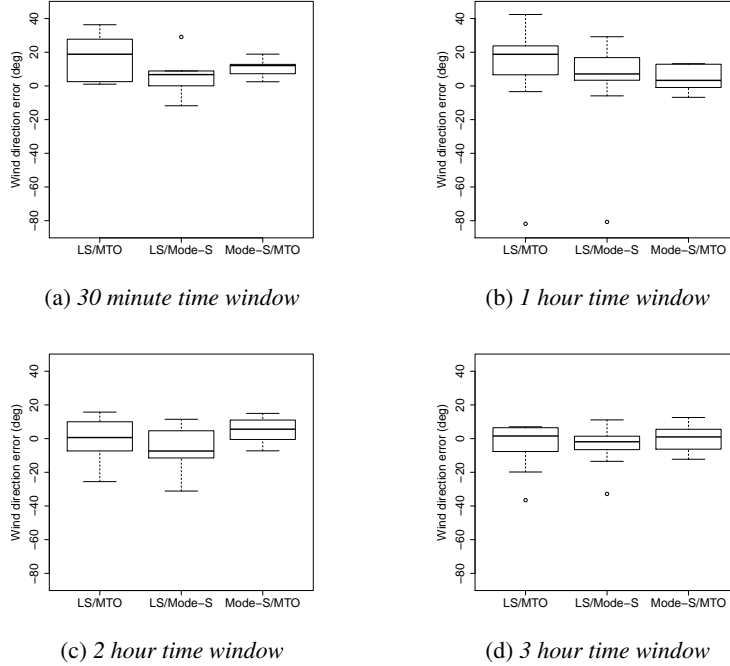 Wind direction error (deg)
40
20
0
−20
−40
−60
−80
LS/MTO LS/Mode−S Mode−S/MTO
(a) 30 minute time window
Wind direction error (deg)
40
20
0
−20
−40
−60
−80
LS/MTO LS/Mode−S Mode−S/MTO
(b) 1 hour time window
Wind direction error (deg)
40
20
0
−20
−40
−60
−80
LS/MTO LS/Mode−S Mode−S/MTO
(c) 2 hour time window
Wind direction error (deg)
40
20
0
−20
−40
−60
−80
LS/MTO LS/Mode−S Mode−S/MTO
(d) 3 hour time window